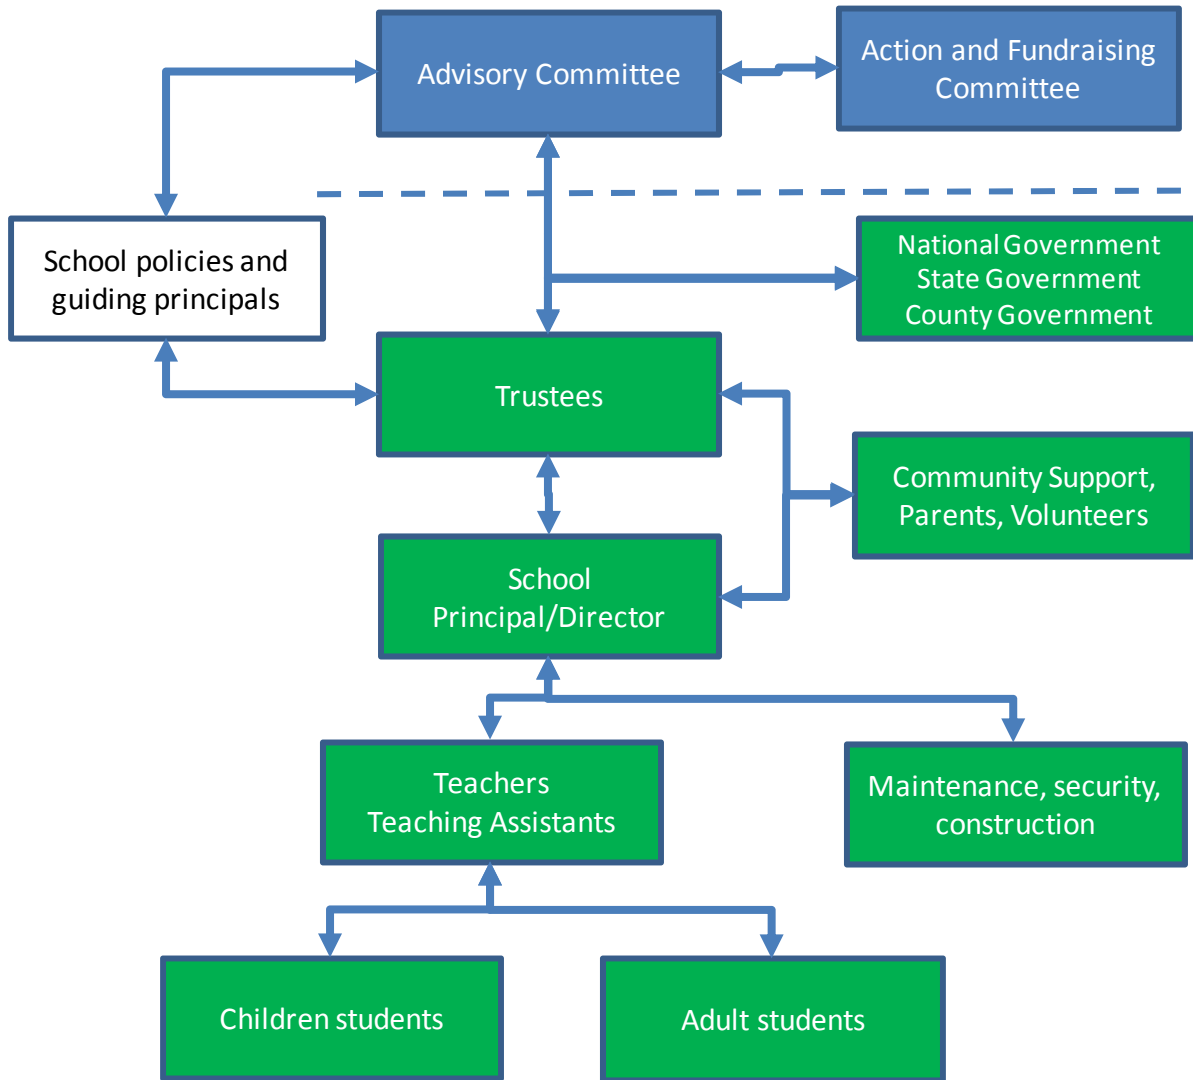 Advisory Committee
Action and Fundraising
Committee
School policies and
guiding principals
National Government
State Government
County Government
Trustees
Community Support,
Parents, Volunteers
School
Principal/Director
Teachers
Teaching Assistants
Maintenance, security,
construction
Children students
Adult students